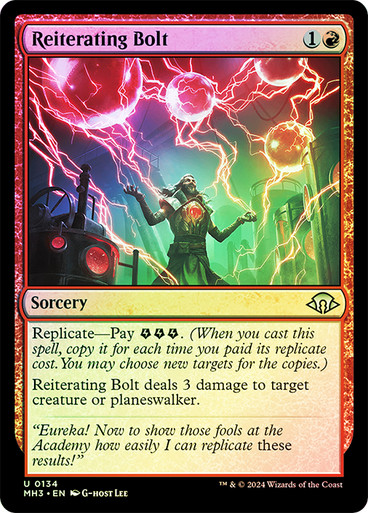 Reiterating Bolt 1
Sorcery
Replicate—Pay . (When you cast this
spell, copy it for each time you paid its replicate
cost. You may choose new targets for the copies.)
Reiterating Bolt deals 3 damage to target
creature or planeswalker.
“Eureka! Now to show those fools at the
Academy how easily I can replicate these
results!”
U 0134
MH3 • EN G-host Lee
™ & © 2024 Wizards of the Coast